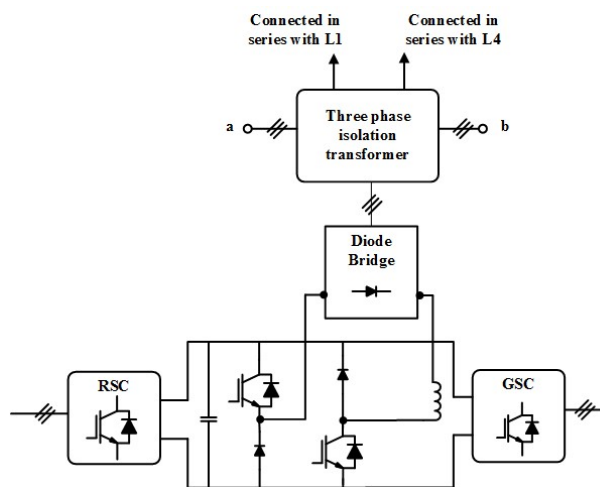 Connected in
series with L1
Connected in
series with L4
a
Three phase
isolation
transformer
b
Diode
Bridge
RSC
GSC